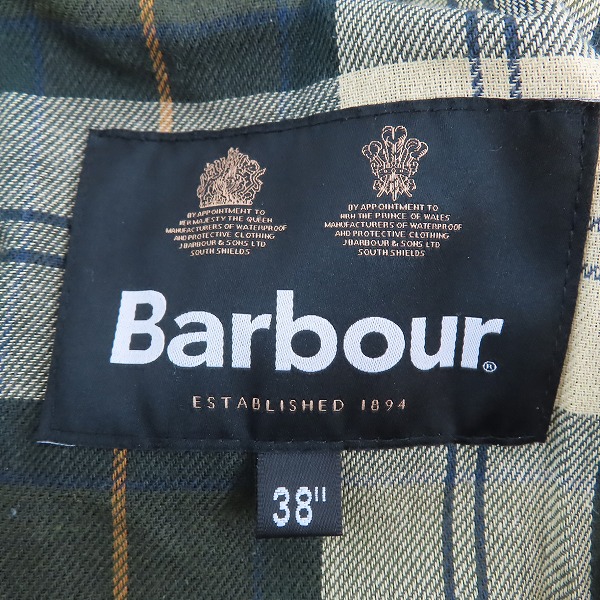 BY APPOINTMENT TO
HER MAJESTY THE QUEEN
MANUFACTURERS OF WATERPROOF
AND PROTECTIVE CLOTHING
J.BARBOUR & SONS LTD
SOUTH SHIELDS
BY APPOINTMENT TO
HRH THE PRINCE OF WALES
MANUFACTURERS OF WATERPROOF
AND PROTECTIVE CLOTHING
J.BARBOUR & SONS LTD
SOUTH SHIELDS
Barbour®
ESTABLISHED 1894
38"